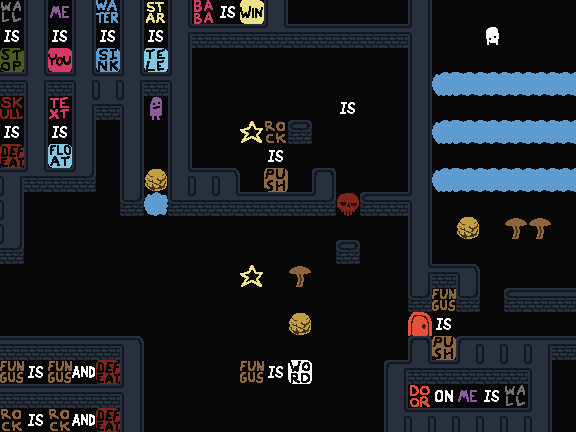 WALL IS STOP
ME IS YOU
WATER IS SINK
STAR IS TELE
BABA IS WIN
SKULL IS DEFEAT
TEXT IS FLOAT
IS
ROCK IS PUSH
FUNGUS IS PUSH
FUNGUS IS WORD
FUNGUS IS FUNGUS AND DEFEAT
DOOR ON ME IS WALL
ROCK IS ROCK AND DEFEAT